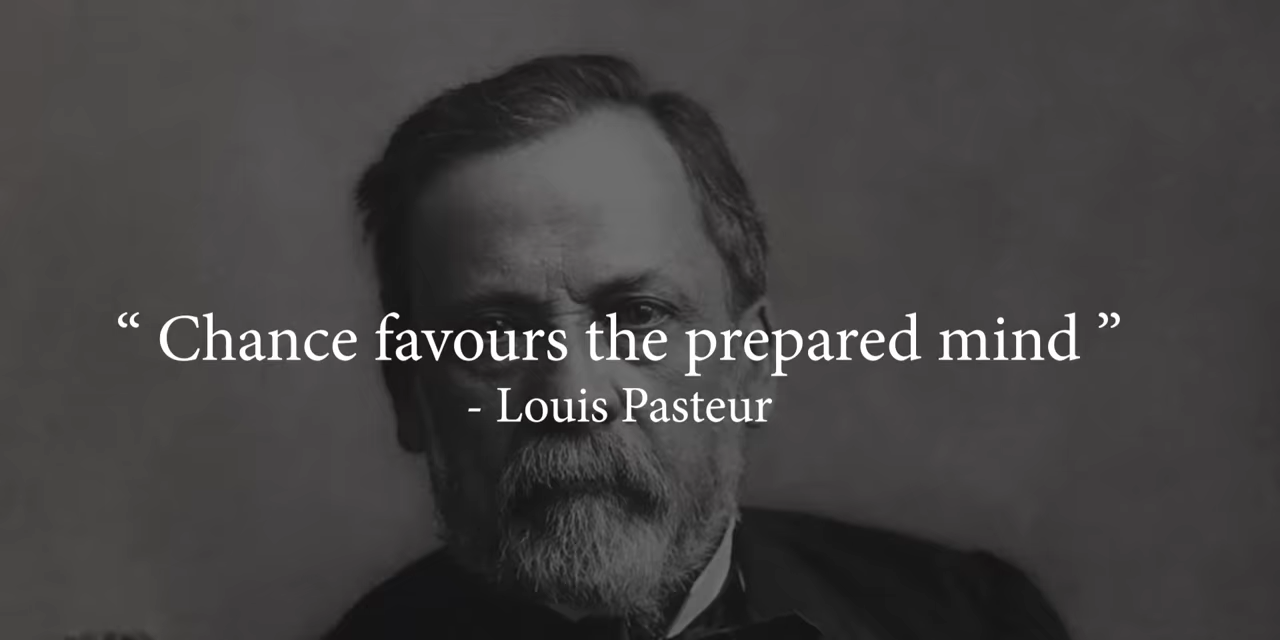 “ Chance favours the prepared mind ”
- Louis Pasteur